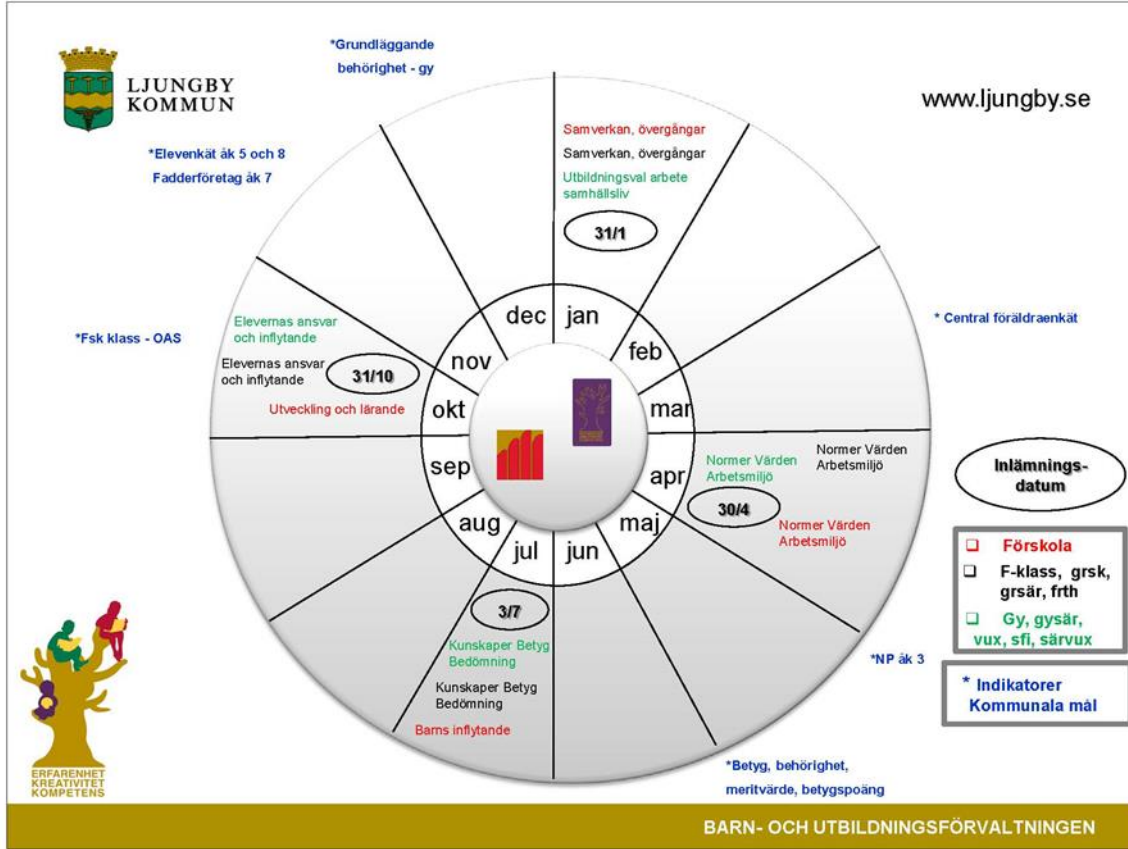 LJUNGBY
KOMMUN
*Grundläggande
behörighet - gy
www.ljungby.se
*Elevenkät åk 5 och 8
Fadderföretag åk 7
*Fsk klass - OAS
Samverkan, övergångar
Samverkan, övergångar
Utbildningsval arbete
samhällsliv
31/1
* Central föräldraenkät
Elevernas ansvar
och inflytande
Elevernas ansvar
och inflytande
31/10
Utveckling och lärande
dec
jan
feb
mar
apr
maj
jun
jul
aug
sep
okt
nov
Normer Värden
Arbetsmiljö
Normer Värden
Arbetsmiljö
30/4
Normer Värden
Arbetsmiljö
Inlämnings-
datum
Förskola
F-klass, grsk,
grsär, frth
Gy, gysär,
vux, sfi, särvux
* Indikatorer
Kommunala mål
3/7
Kunskaper Betyg
Bedömning
Kunskaper Betyg
Bedömning
Barns inflytande
*NP åk 3
*Betyg, behörighet,
meritvärde, betygspoäng
ERFARENHET
KREATIVITET
KOMPETENS
BARN- OCH UTBILDNINGSFÖRVALTNINGEN